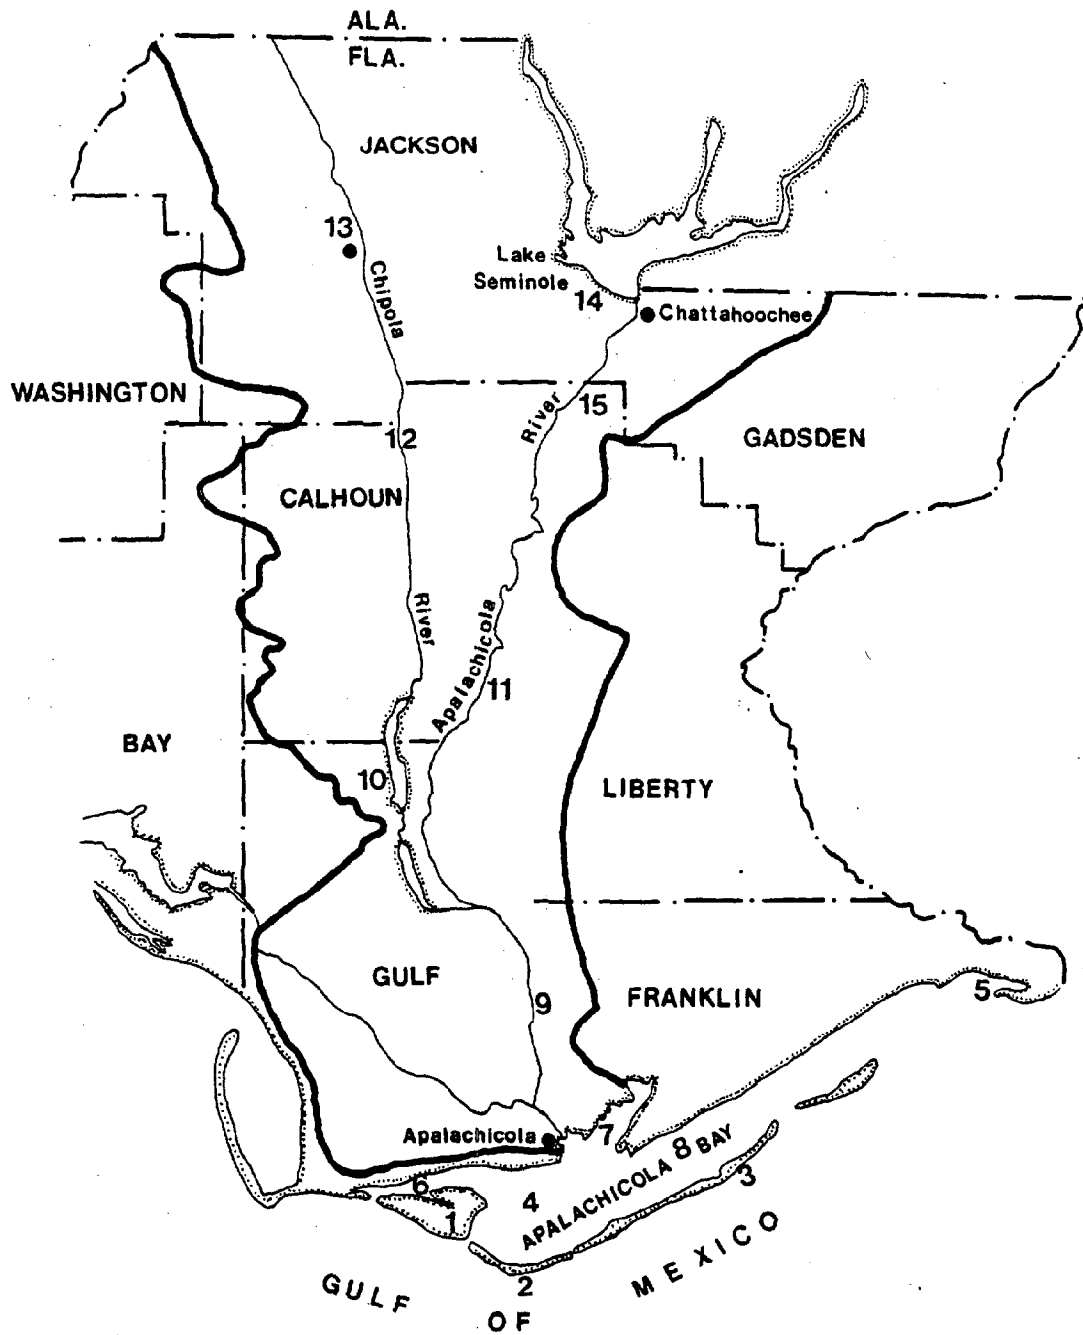 ALA.
FLA.
JACKSON
13
Chipola
Lake
Seminole
14
Chattahoochee
WASHINGTON
15
River
12
GADSDEN
CALHOUN
River
Apalachicola
11
BAY
10
LIBERTY
GULF
9
FRANKLIN
5
Apalachicola
7
8
APALACHICOLA BAY
6
3
4
1
2
GULF OF MEXICO